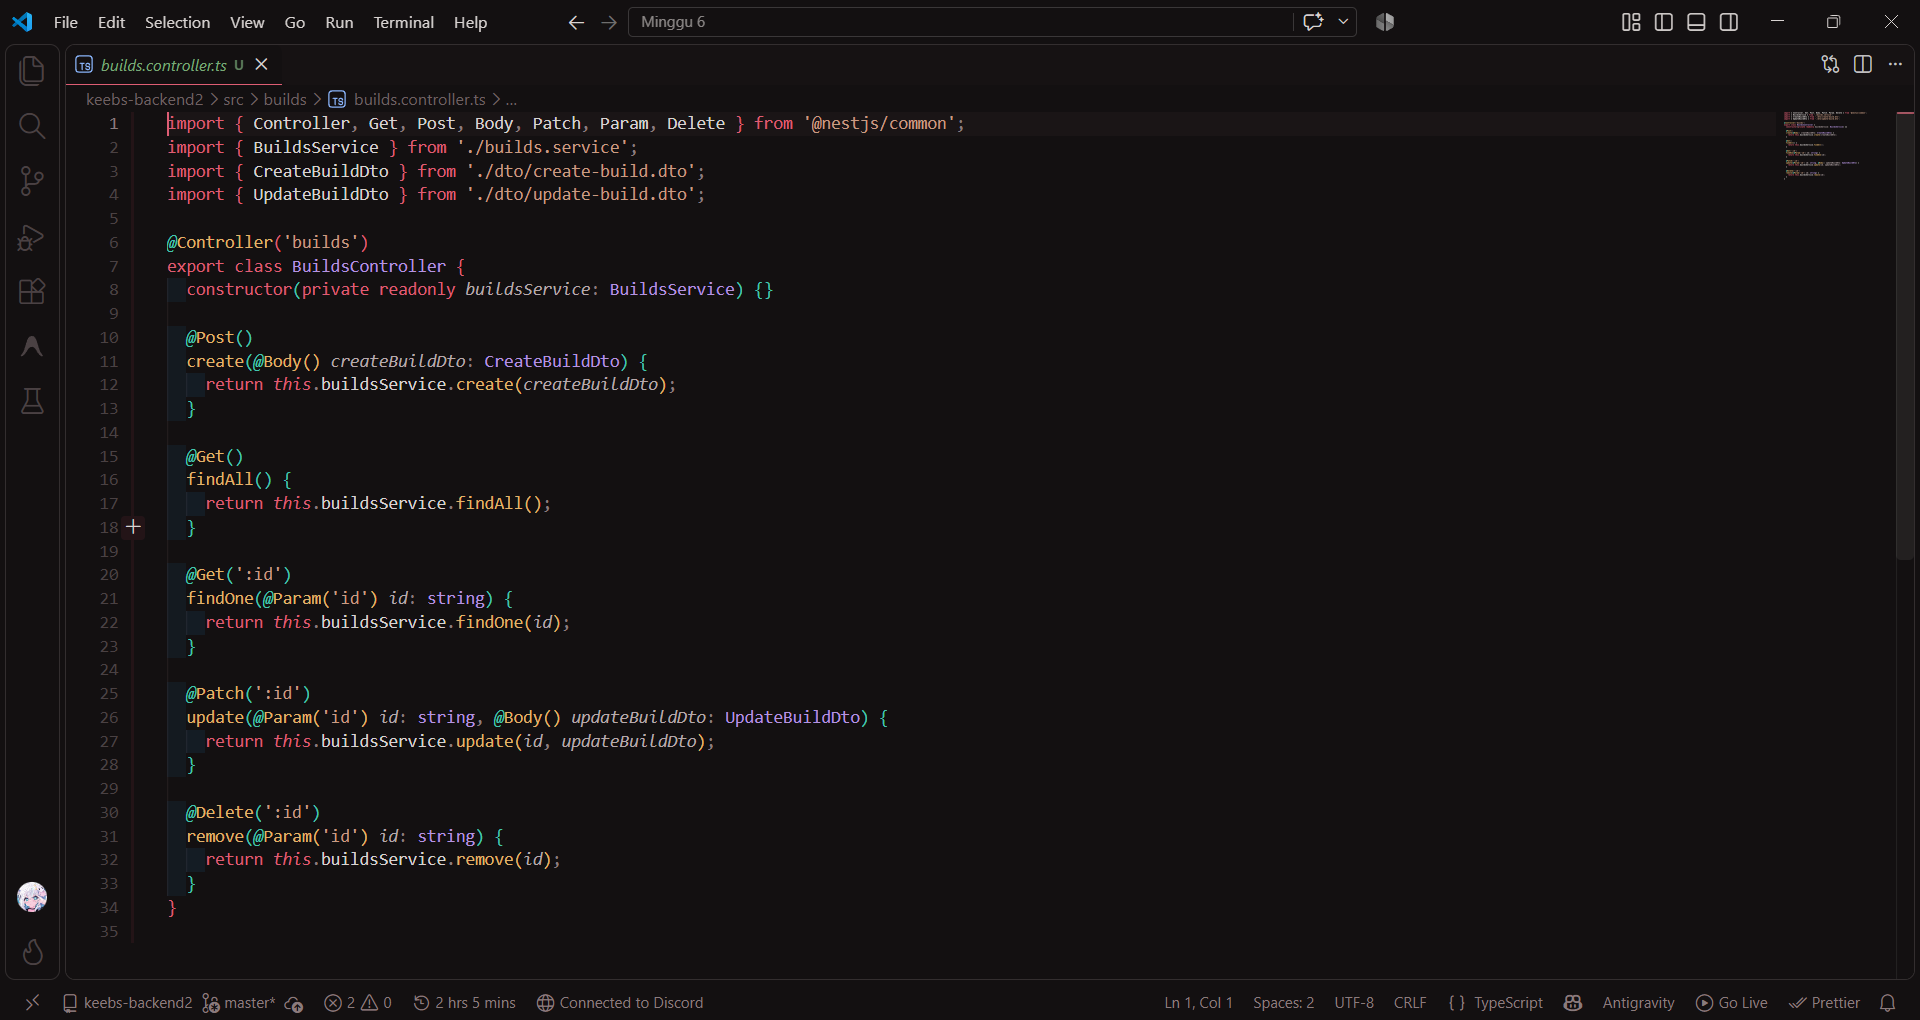 File Edit Selection View Go Run Terminal Help
Minggu 6
TS builds.controller.ts U
keebs-backend2 > src > builds > TS builds.controller.ts > ...
1 import { Controller, Get, Post, Body, Patch, Param, Delete } from '@nestjs/common';
2 import { BuildsService } from './builds.service';
3 import { CreateBuildDto } from './dto/create-build.dto';
4 import { UpdateBuildDto } from './dto/update-build.dto';
5
6 @Controller('builds')
7 export class BuildsController {
8 constructor(private readonly buildsService: BuildsService) {}
9
10 @Post()
11 create(@Body() createBuildDto: CreateBuildDto) {
12 return this.buildsService.create(createBuildDto);
13 }
14
15 @Get()
16 findAll() {
17 return this.buildsService.findAll();
18 }
19
20 @Get(':id')
21 findOne(@Param('id') id: string) {
22 return this.buildsService.findOne(id);
23 }
24
25 @Patch(':id')
26 update(@Param('id') id: string, @Body() updateBuildDto: UpdateBuildDto) {
27 return this.buildsService.update(id, updateBuildDto);
28 }
29
30 @Delete(':id')
31 remove(@Param('id') id: string) {
32 return this.buildsService.remove(id);
33 }
34 }
35
keebs-backend2 master* 2 0 2 hrs 5 mins Connected to Discord Ln 1, Col 1 Spaces: 2 UTF-8 CRLF { } TypeScript Antigravity Go Live Prettier